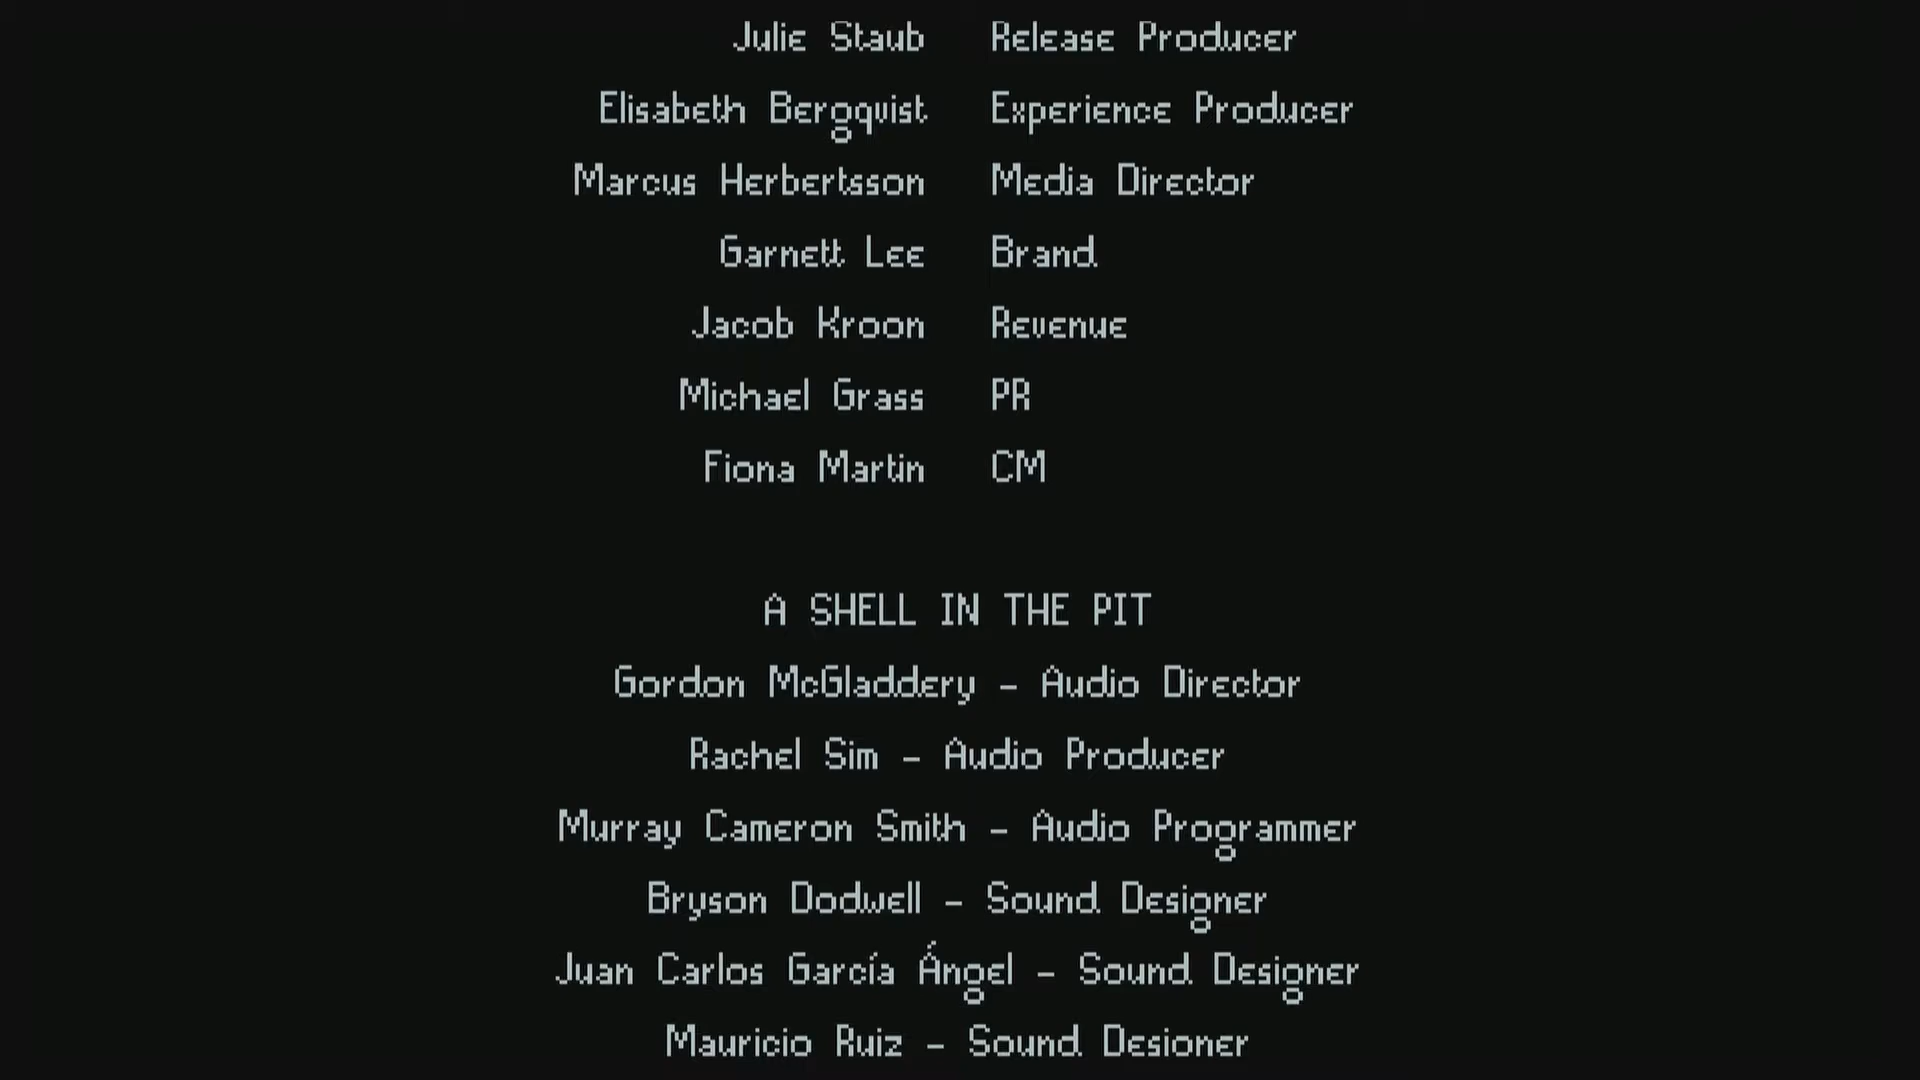 Julie Staub Release Producer
Elisabeth Bergqvist Experience Producer
Marcus Herbertsson Media Director
Garnett Lee Brand
Jacob Kroon Revenue
Michael Grass PR
Fiona Martin CM
A SHELL IN THE PIT
Gordon McGladdery - Audio Director
Rachel Sim - Audio Producer
Murray Cameron Smith - Audio Programmer
Bryson Dodwell - Sound Designer
Juan Carlos García Ángel - Sound Designer
Mauricio Ruiz - Sound Designer